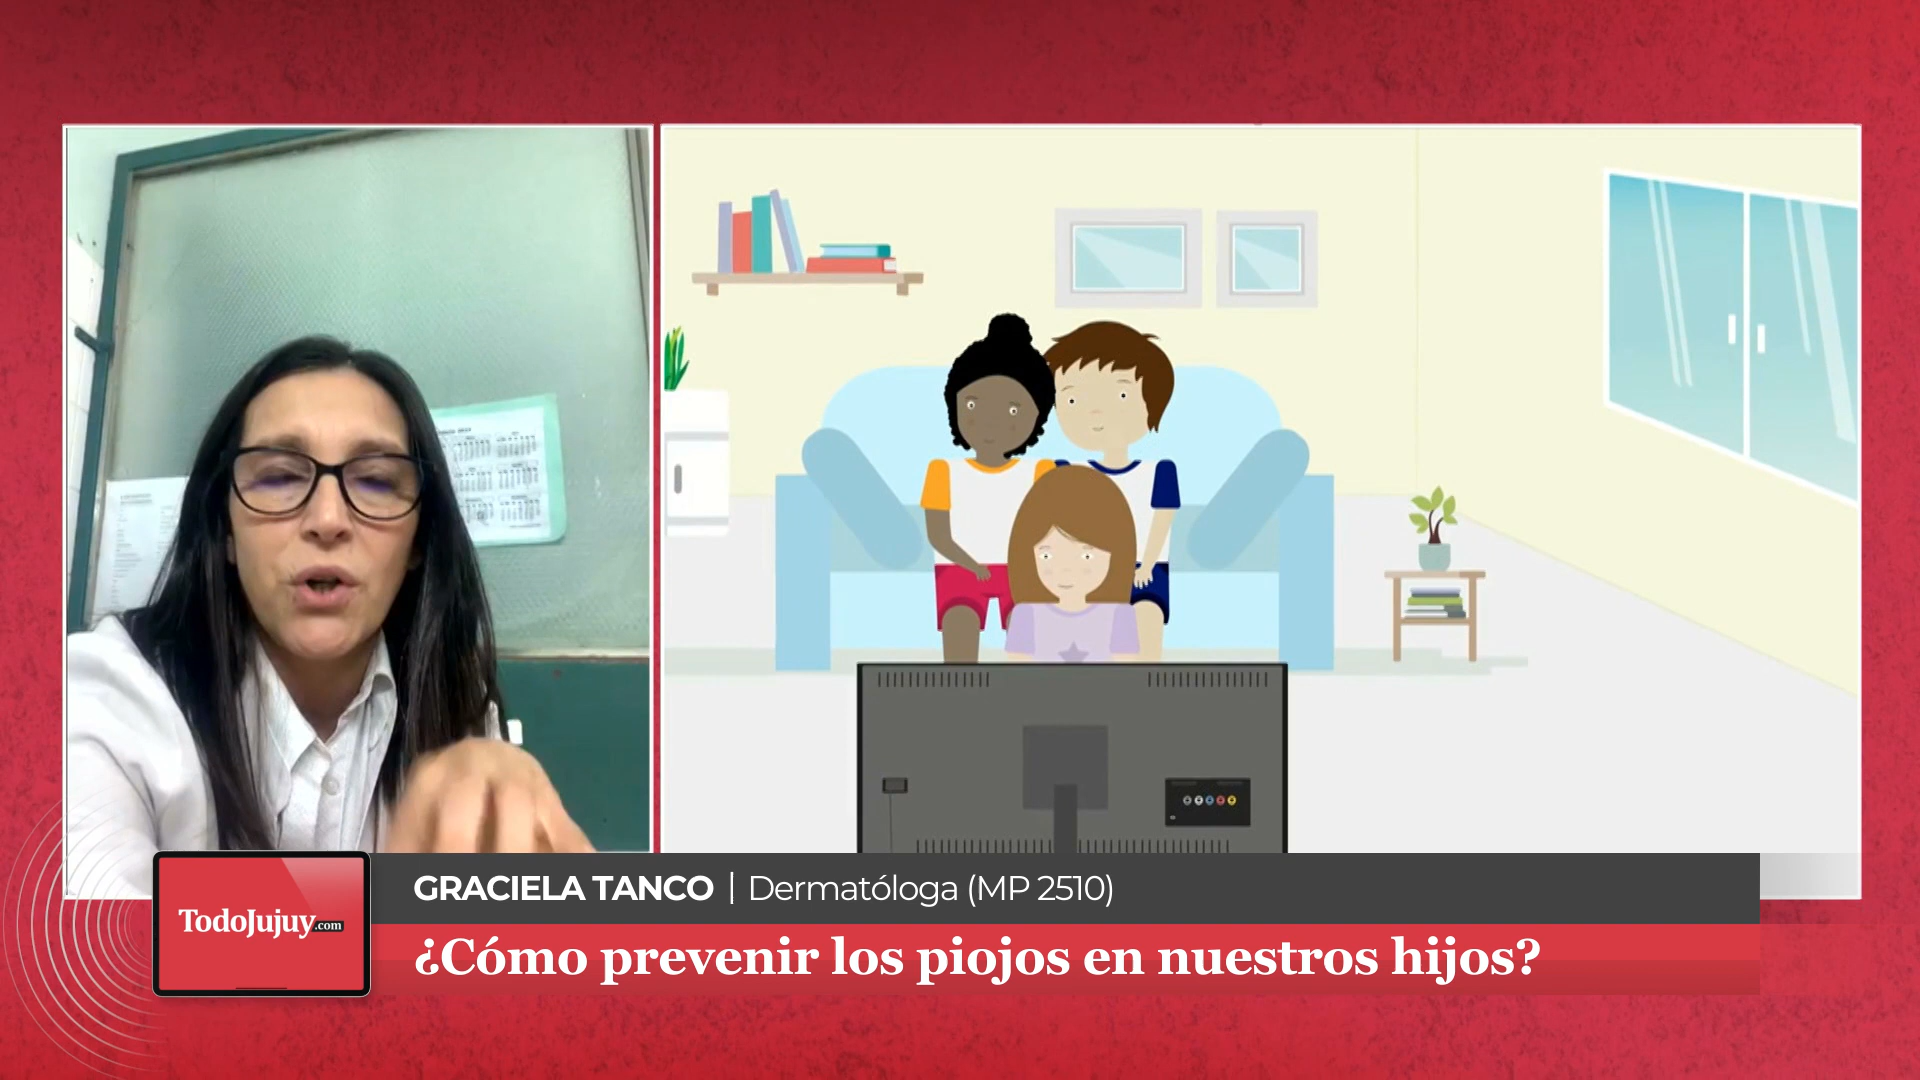 GRACIELA TANCO | Dermatóloga (MP 2510)
TodoJujuy.com
¿Cómo prevenir los piojos en nuestros hijos?